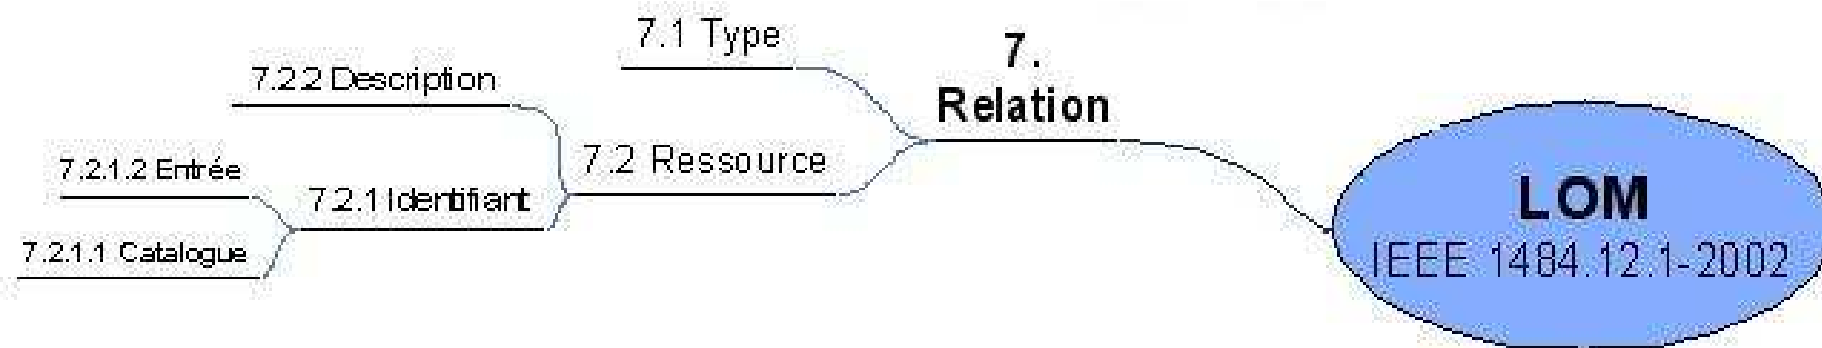 7.1 Type
7.
Relation
7.2.2 Description
7.2 Ressource
7.2.1.2 Entrée
7.2.1 Identifiant
7.2.1.1 Catalogue
LOM
IEEE 1484.12.1-2002